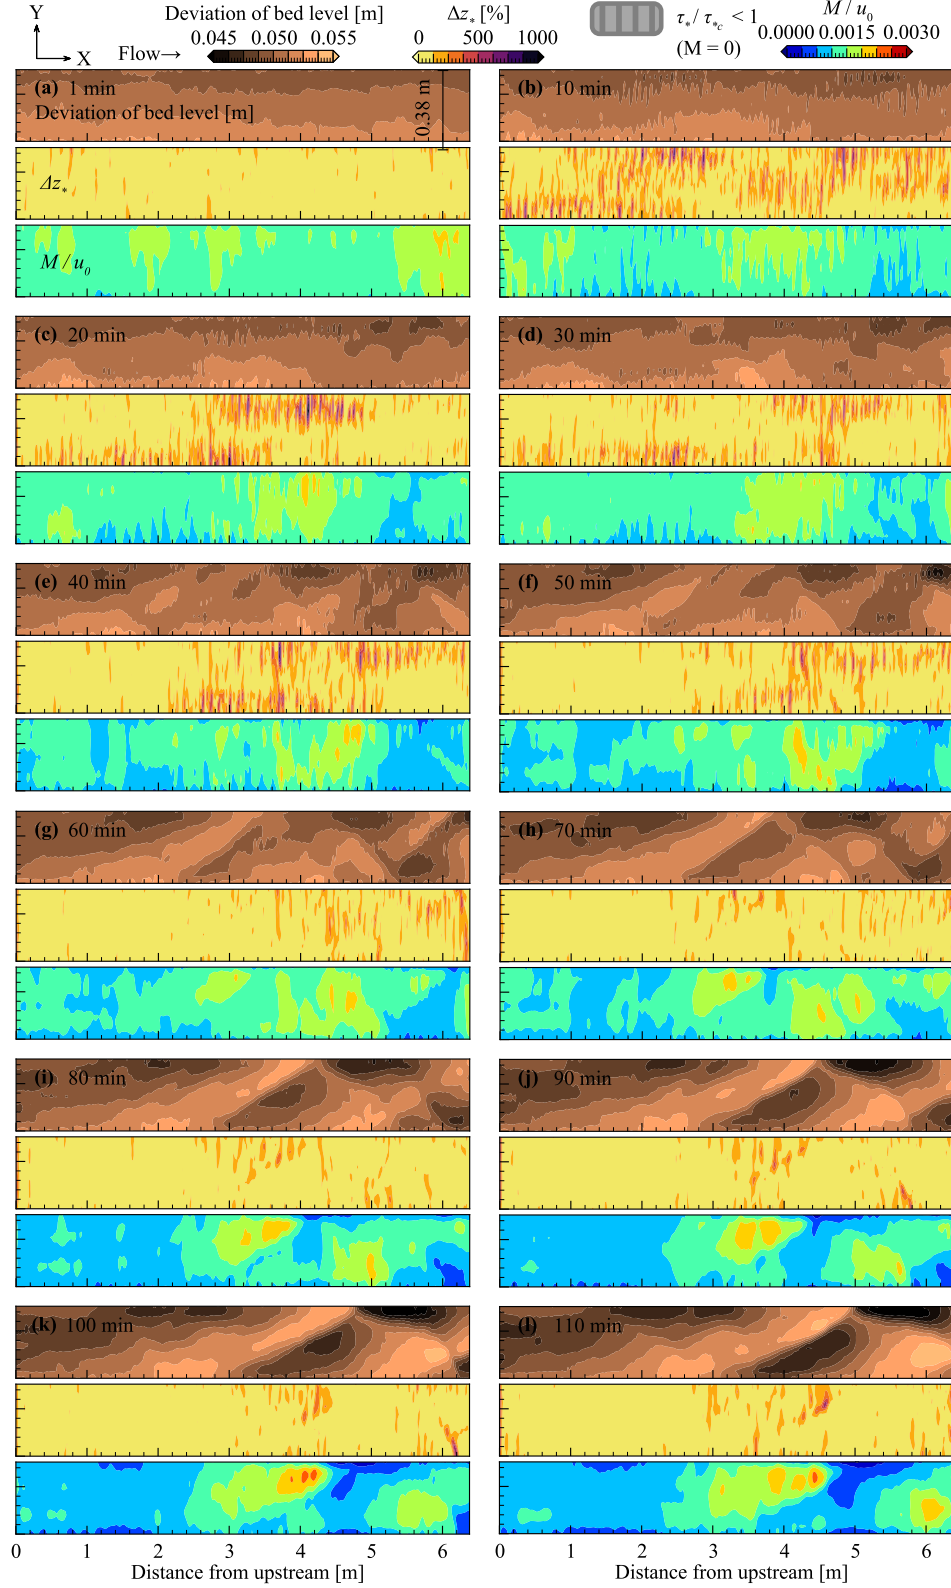 Y
X
Flow→
Deviation of bed level [m]
0.045 0.050 0.055
Δz* [%]
0 500 1000
τ* / τ*c < 1
(M = 0)
M / u0
0.0000 0.0015 0.0030
(a) 1 min
Deviation of bed level [m]
0.38 m
Δz*
M / u0
(b) 10 min
(c) 20 min
(d) 30 min
(e) 40 min
(f) 50 min
(g) 60 min
(h) 70 min
(i) 80 min
(j) 90 min
(k) 100 min
(l) 110 min
0 1 2 3 4 5 6
0 1 2 3 4 5 6
Distance from upstream [m]
Distance from upstream [m]